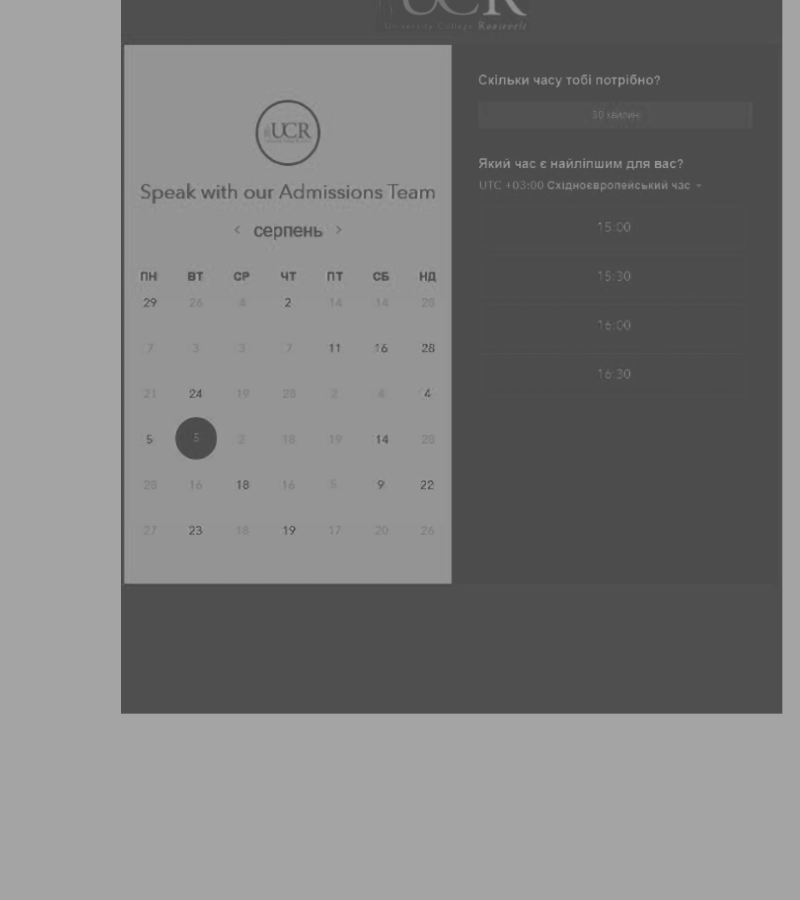 UCR
University College Roosevelt
UCR
Speak with our Admissions Team
< серпень >
ПН ВТ СР ЧТ ПТ СБ НД
29 26 4 2 14 14 28
7 3 3 7 11 16 28
21 24 19 28 2 6 4
5 5 2 18 19 14 28
28 16 18 16 5 9 22
27 23 18 19 17 20 26
Скільки часу тобі потрібно?
30 хвилин
Який час є найліпшим для вас?
UTC +03:00 Східноєвропейський час
15:00
15:30
16:00
16:30